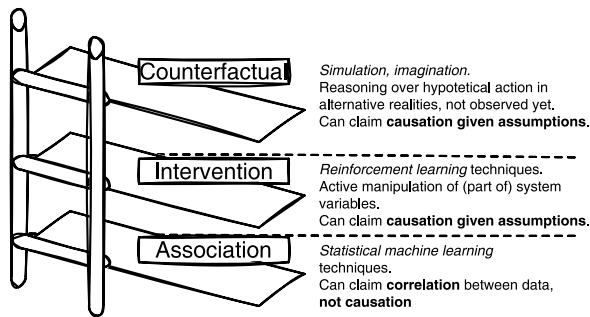 Counterfactual
Simulation, imagination.
Reasoning over hypotetical action in
alternative realities, not observed yet.
Can claim causation given assumptions.
Intervention
Reinforcement learning techniques.
Active manipulation of (part of) system
variables.
Can claim causation given assumptions.
Association
Statistical machine learning
techniques.
Can claim correlation between data,
not causation